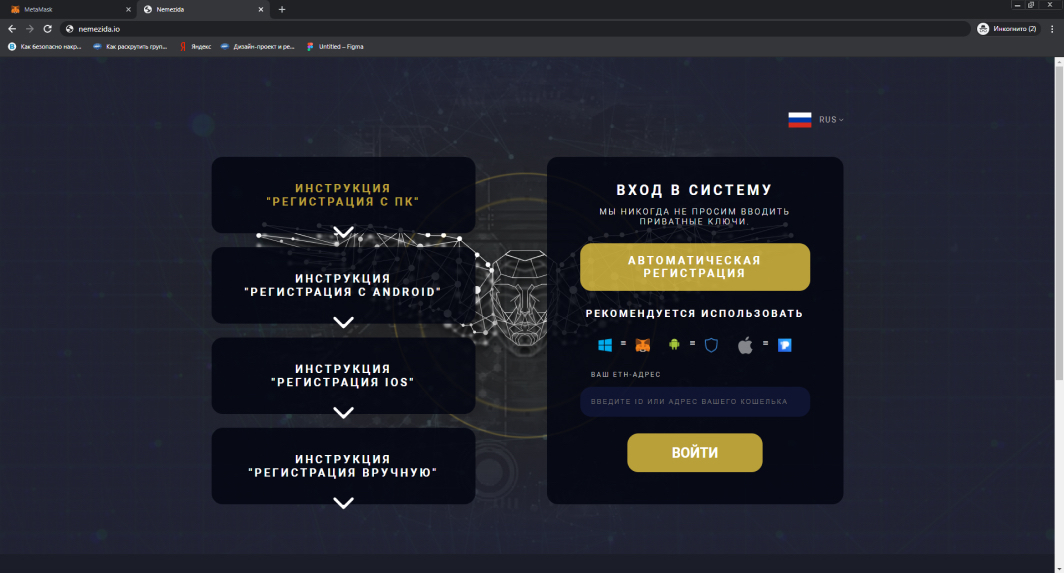 MetaMask
Nemezida
nemezida.io
Инкогнито (2)
Как безопасно накр...
Как раскрутить груп...
Яндекс
Дизайн-проект и ре...
Untitled – Figma
RUS
ИНСТРУКЦИЯ
"РЕГИСТРАЦИЯ С ПК"
ИНСТРУКЦИЯ
"РЕГИСТРАЦИЯ С ANDROID"
ИНСТРУКЦИЯ
"РЕГИСТРАЦИЯ IOS"
ИНСТРУКЦИЯ
"РЕГИСТРАЦИЯ ВРУЧНУЮ"
ВХОД В СИСТЕМУ
МЫ НИКОГДА НЕ ПРОСИМ ВВОДИТЬ
ПРИВАТНЫЕ КЛЮЧИ.
АВТОМАТИЧЕСКАЯ
РЕГИСТРАЦИЯ
РЕКОМЕНДУЕТСЯ ИСПОЛЬЗОВАТЬ
= = =
ВАШ ETH-АДРЕС
ВВЕДИТЕ ID ИЛИ АДРЕС ВАШЕГО КОШЕЛЬКА
ВОЙТИ